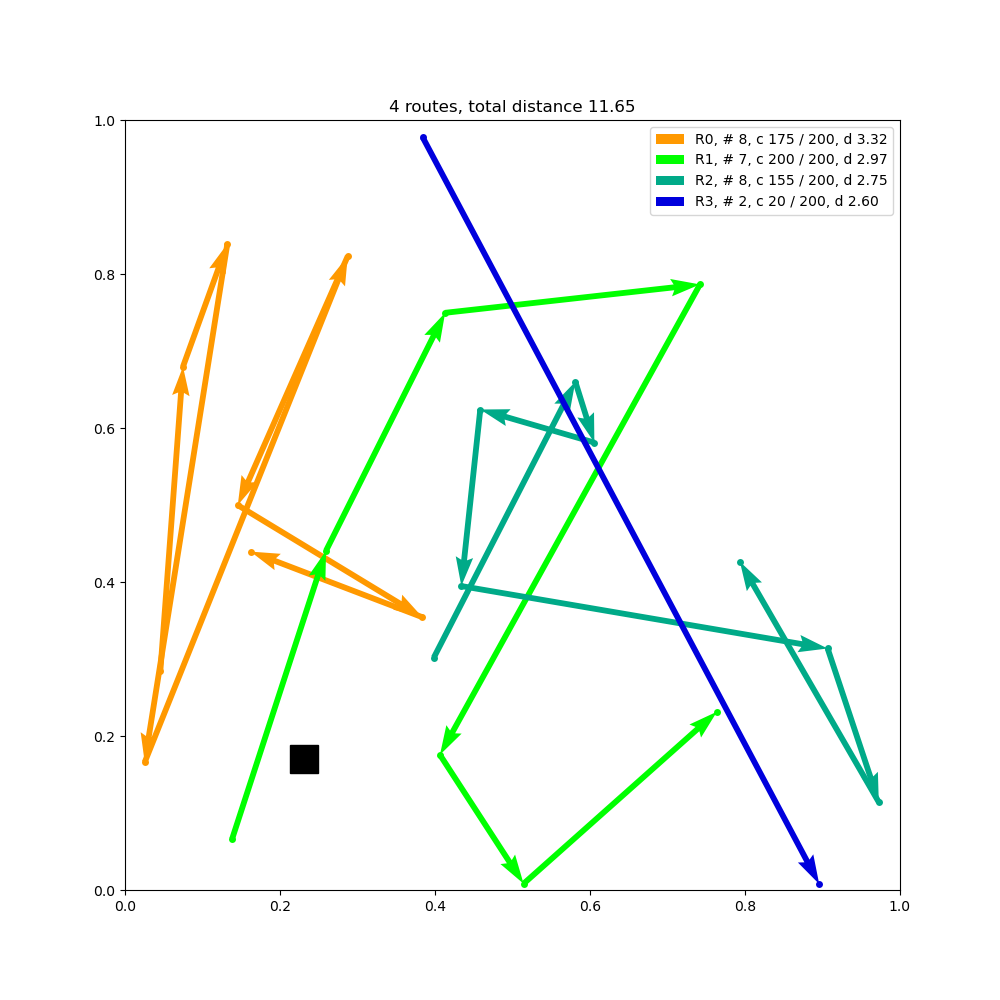 4 routes, total distance 11.65
R0, # 8, c 175 / 200, d 3.32
R1, # 7, c 200 / 200, d 2.97
R2, # 8, c 155 / 200, d 2.75
R3, # 2, c 20 / 200, d 2.60
1.0
0.8
0.6
0.4
0.2
0.0
0.0 0.2 0.4 0.6 0.8 1.0